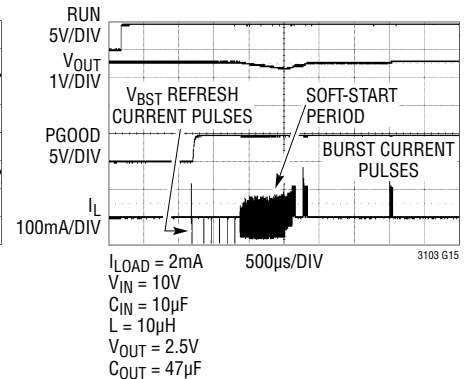 RUN
5V/DIV
VOUT
1V/DIV
VBST REFRESH
CURRENT PULSES
SOFT-START
PERIOD
PGOOD
5V/DIV
BURST CURRENT
PULSES
IL
100mA/DIV
ILOAD = 2mA
VIN = 10V
CIN = 10µF
L = 10µH
VOUT = 2.5V
COUT = 47µF
500µs/DIV
3103 G15